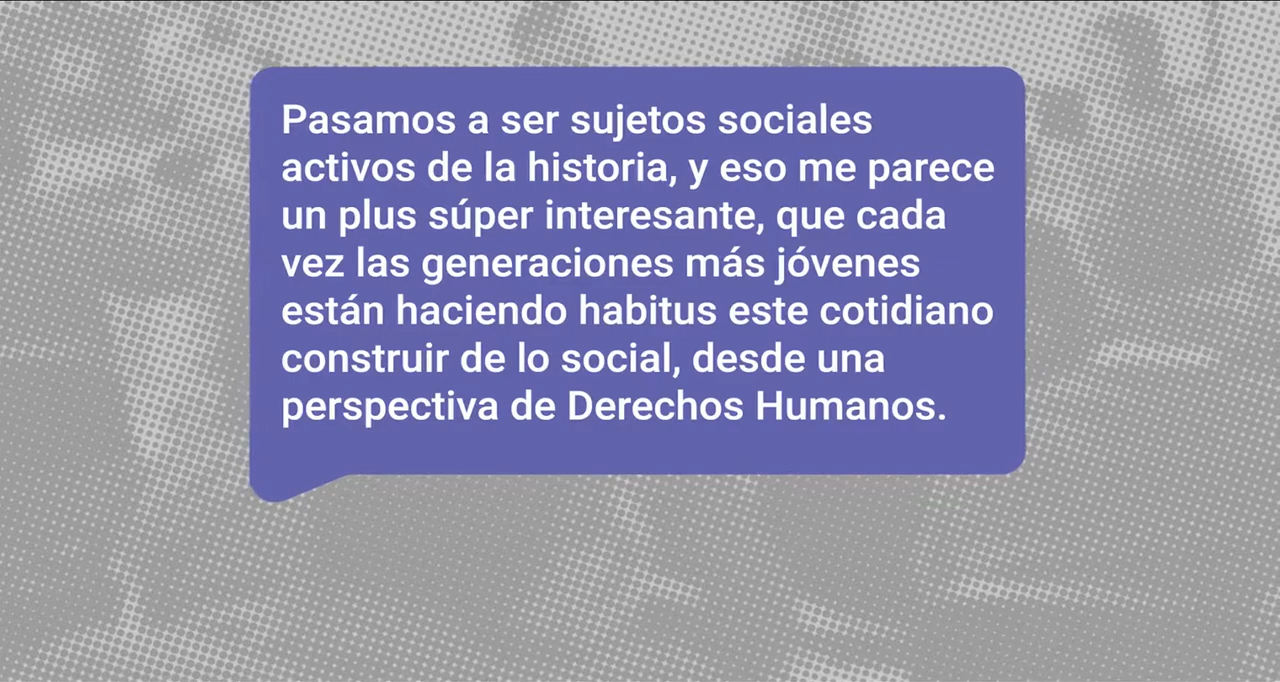 Pasamos a ser sujetos sociales
activos de la historia, y eso me parece
un plus súper interesante, que cada
vez las generaciones más jóvenes
están haciendo habitus este cotidiano
construir de lo social, desde una
perspectiva de Derechos Humanos.